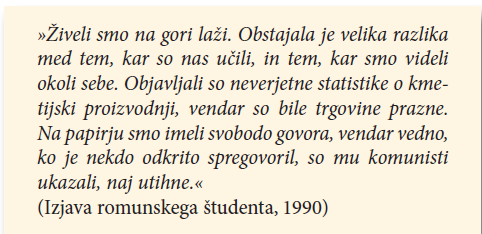 »Živeli smo na gori laži. Obstajala je velika razlika
med tem, kar so nas učili, in tem, kar smo videli
okoli sebe. Objavljali so neverjetne statistike o kme-
tijski proizvodnji, vendar so bile trgovine prazne.
Na papirju smo imeli svobodo govora, vendar vedno,
ko je nekdo odkrito spregovoril, so mu komunisti
ukazali, naj utihne.«
(Izjava romunskega študenta, 1990)